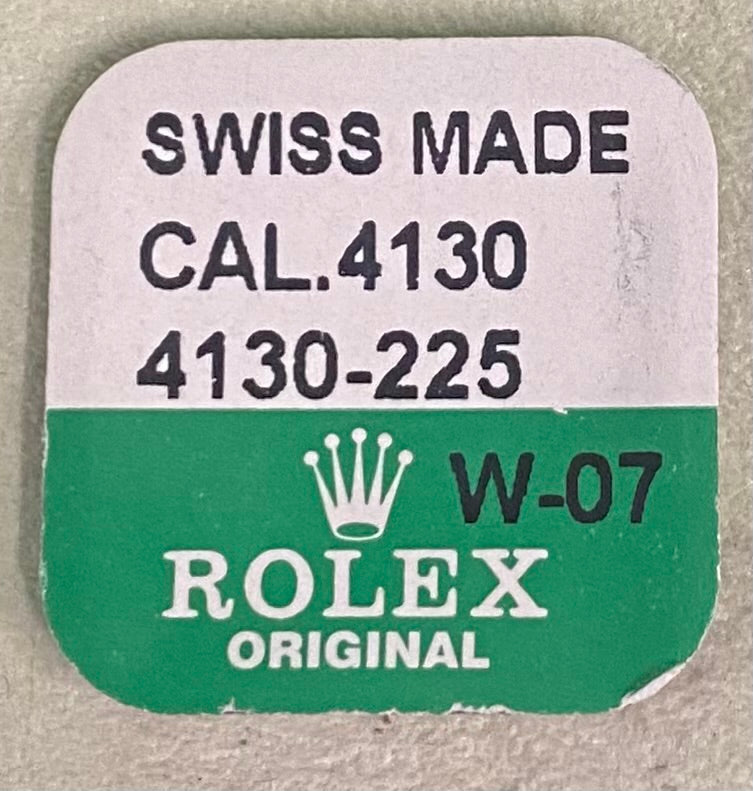 SWISS MADE
CAL.4130
4130-225
W-07
ROLEX
ORIGINAL